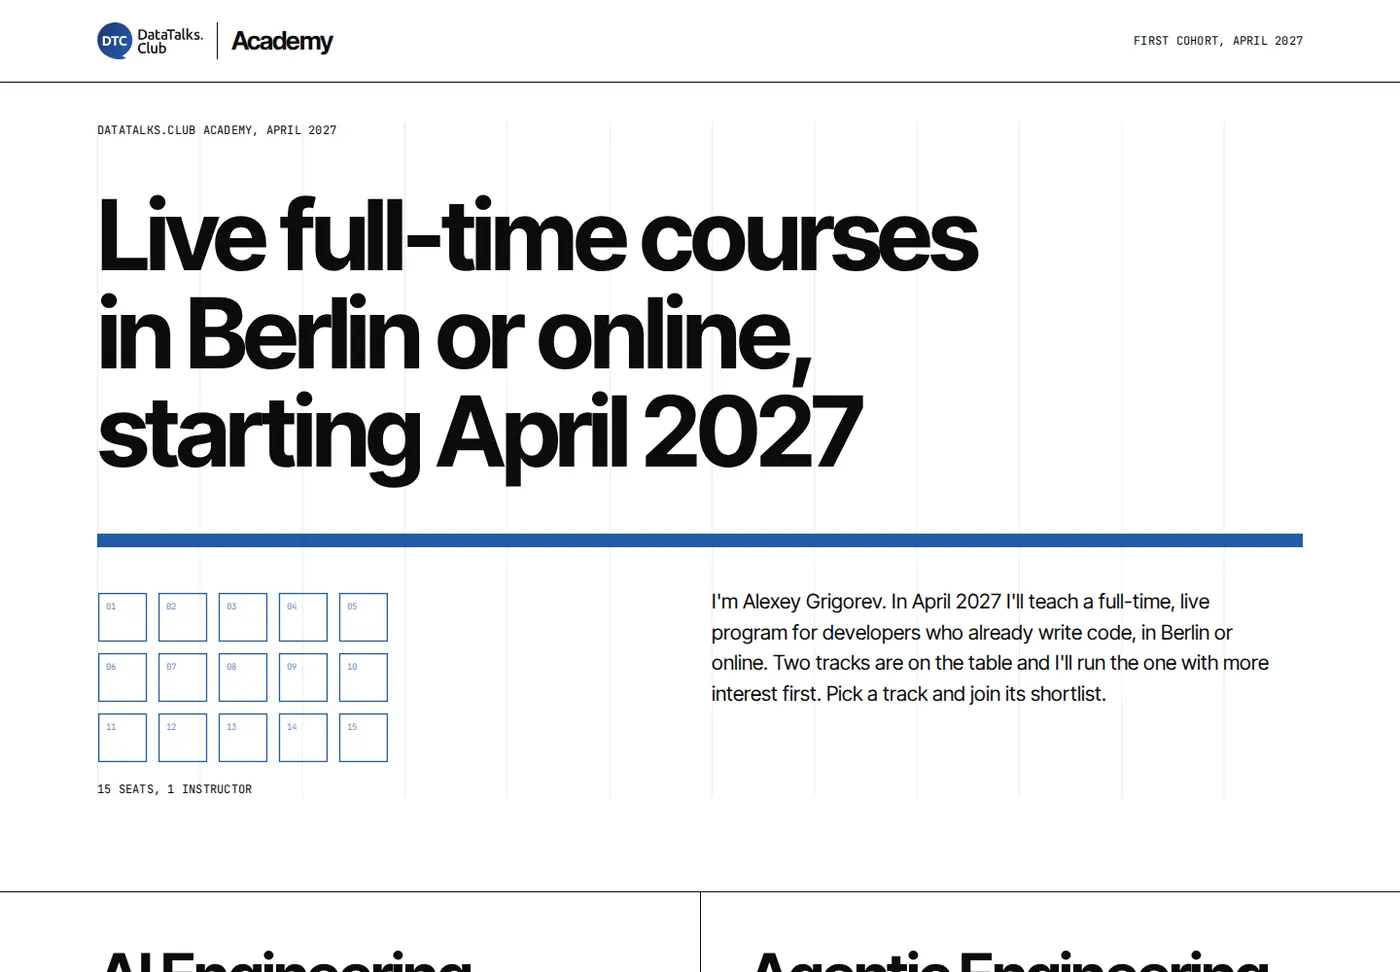 DTC DataTalks.
Club
Academy
FIRST COHORT, APRIL 2027
DATATALKS.CLUB ACADEMY, APRIL 2027
Live full-time courses
in Berlin or online,
starting April 2027
01 02 03 04 05
06 07 08 09 10
11 12 13 14 15
15 SEATS, 1 INSTRUCTOR
I'm Alexey Grigorev. In April 2027 I'll teach a full-time, live
program for developers who already write code, in Berlin or
online. Two tracks are on the table and I'll run the one with more
interest first. Pick a track and join its shortlist.
AI Engineering
Agentic Engineering